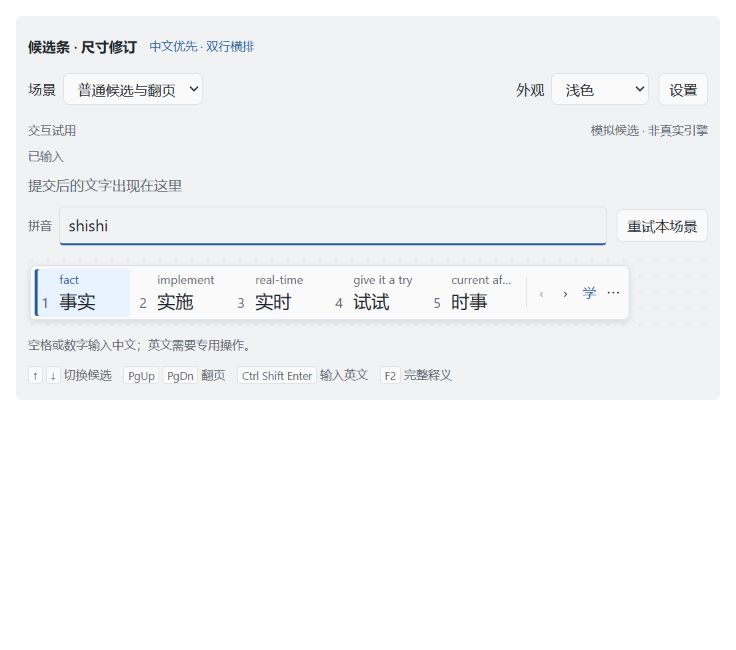 候选条 · 尺寸修订 中文优先 · 双行横排
场景 普通候选与翻页 外观 浅色 设置
交互试用 模拟候选 · 非真实引擎
已输入
提交后的文字出现在这里
拼音 shishi 重试本场景
fact implement real-time give it a try current af...
1 事实 2 实施 3 实时 4 试试 5 时事 ‹ › 学 ···
空格或数字输入中文；英文需要专用操作。
↑ ↓ 切换候选 PgUp PgDn 翻页 Ctrl Shift Enter 输入英文 F2 完整释义